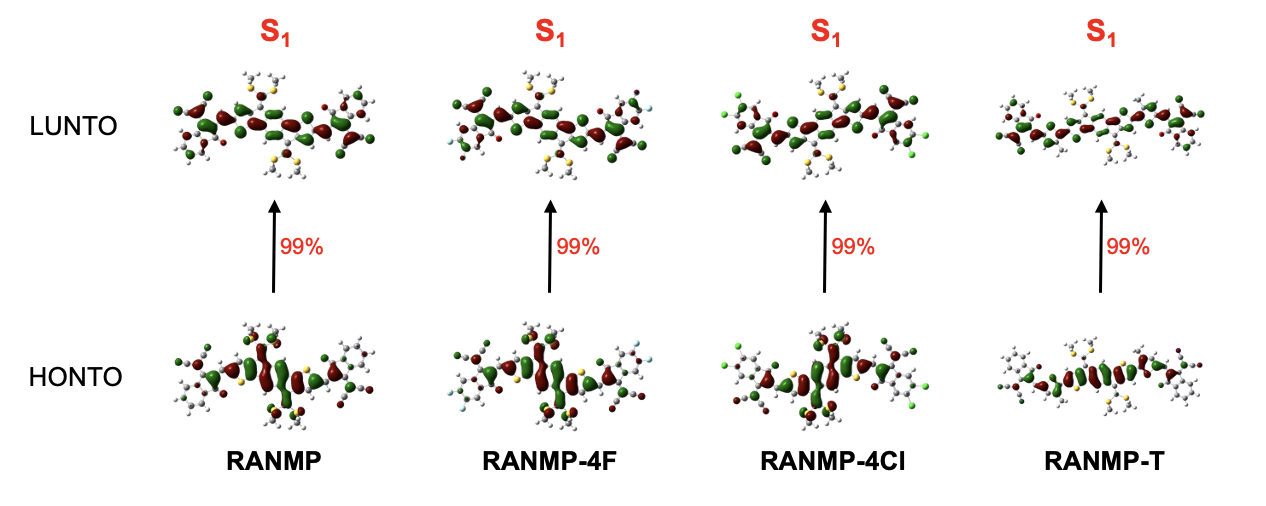 S₁ S₁ S₁ S₁
LUNTO
99% 99% 99% 99%
HONTO
RANMP RANMP-4F RANMP-4Cl RANMP-T